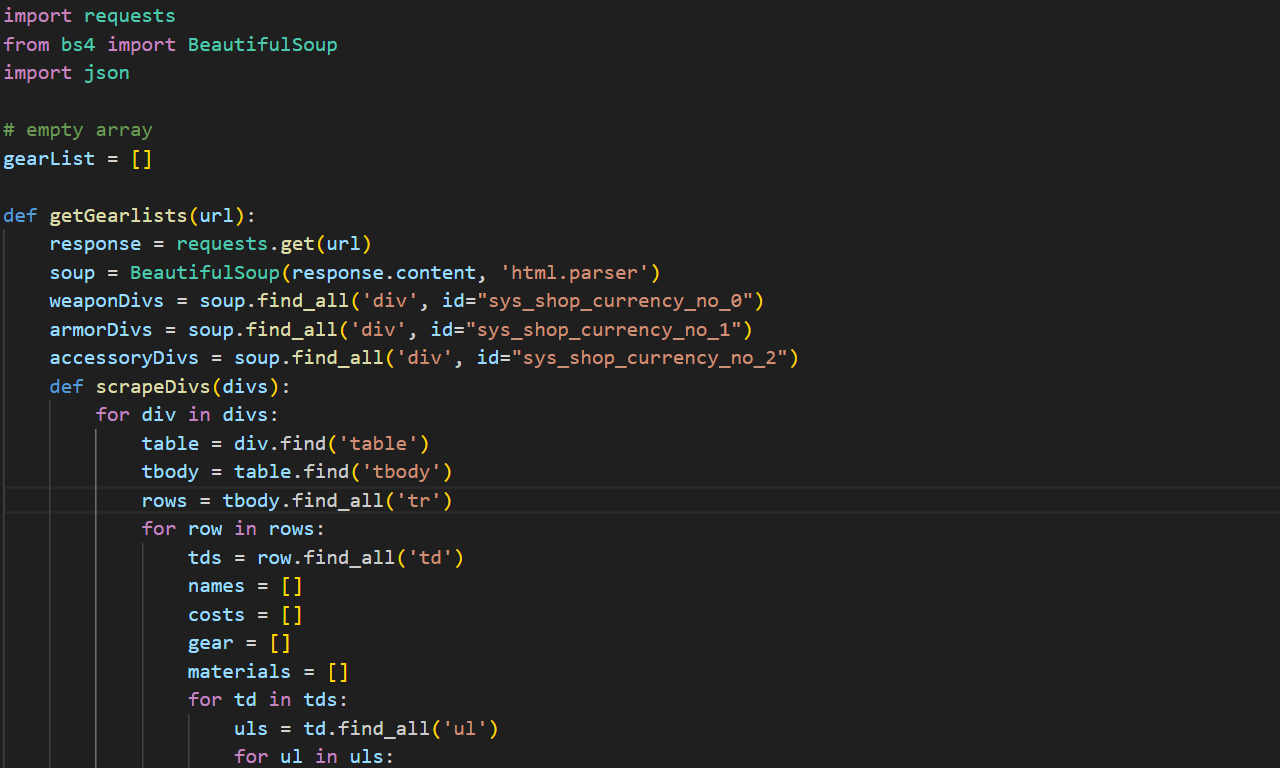 import requests
from bs4 import BeautifulSoup
import json
# empty array
gearList = []
def getGearlists(url):
    response = requests.get(url)
    soup = BeautifulSoup(response.content, 'html.parser')
    weaponDivs = soup.find_all('div', id="sys_shop_currency_no_0")
    armorDivs = soup.find_all('div', id="sys_shop_currency_no_1")
    accessoryDivs = soup.find_all('div', id="sys_shop_currency_no_2")
    def scrapeDivs(divs):
        for div in divs:
            table = div.find('table')
            tbody = table.find('tbody')
            rows = tbody.find_all('tr')
            for row in rows:
                tds = row.find_all('td')
                names = []
                costs = []
                gear = []
                materials = []
                for td in tds:
                    uls = td.find_all('ul')
                    for ul in uls: